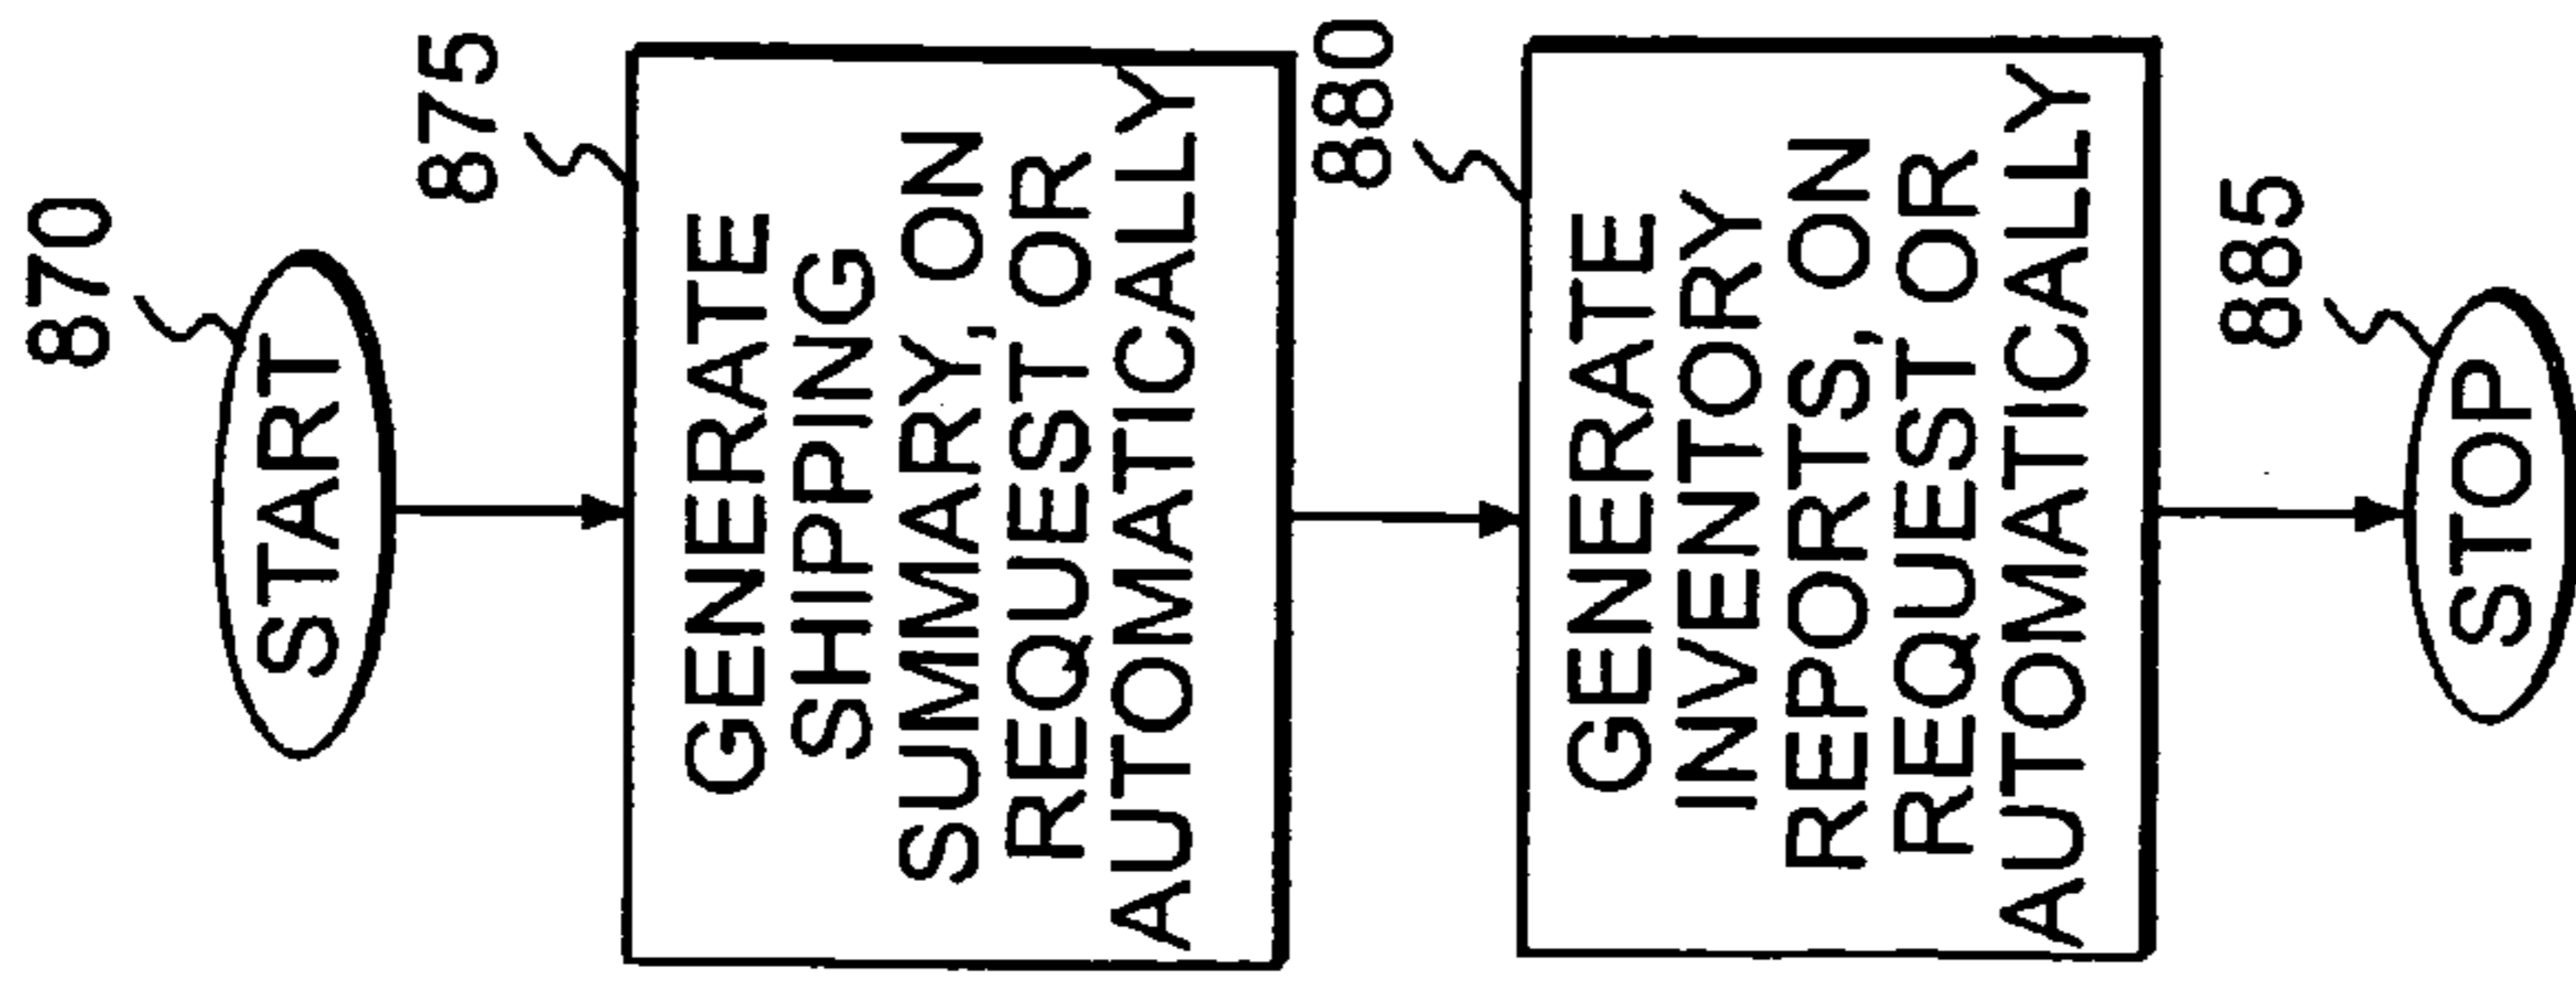 870
START
875
GENERATE
SHIPPING
SUMMARY, ON
REQUEST OR
AUTOMATICALLY
880
GENERATE
INVENTORY
REPORTS, ON
REQUEST OR
AUTOMATICALLY
885
STOP